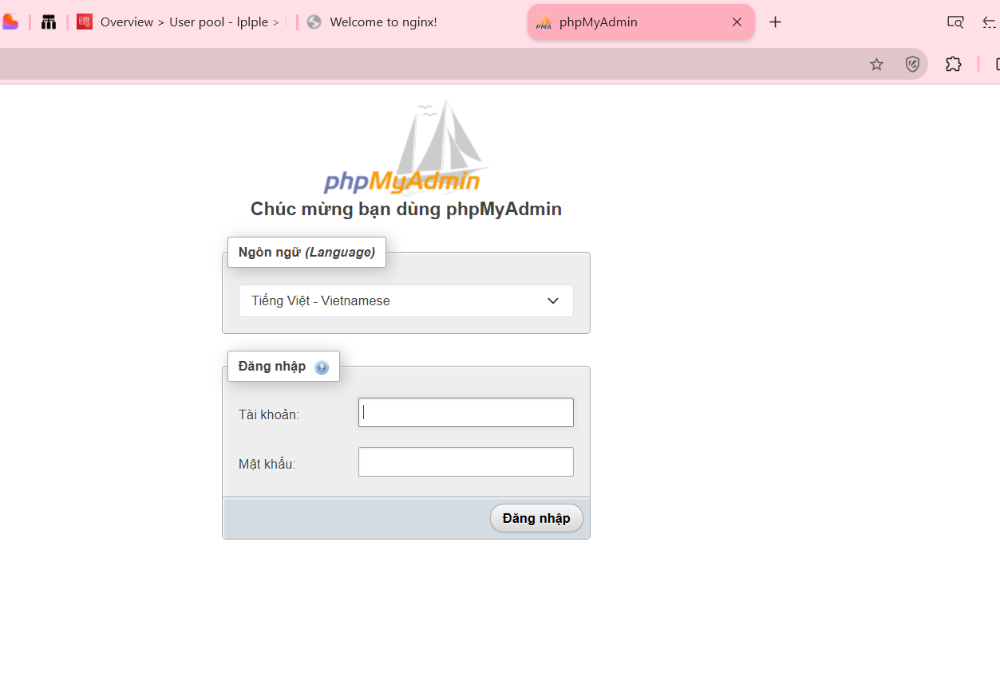 Overview > User pool - lplple >
Welcome to nginx!
PMA
phpMyAdmin
phpMyAdmin
Chúc mừng bạn dùng phpMyAdmin
Ngôn ngữ (Language)
Tiếng Việt - Vietnamese
Đăng nhập
Tài khoản:
Mật khẩu:
Đăng nhập